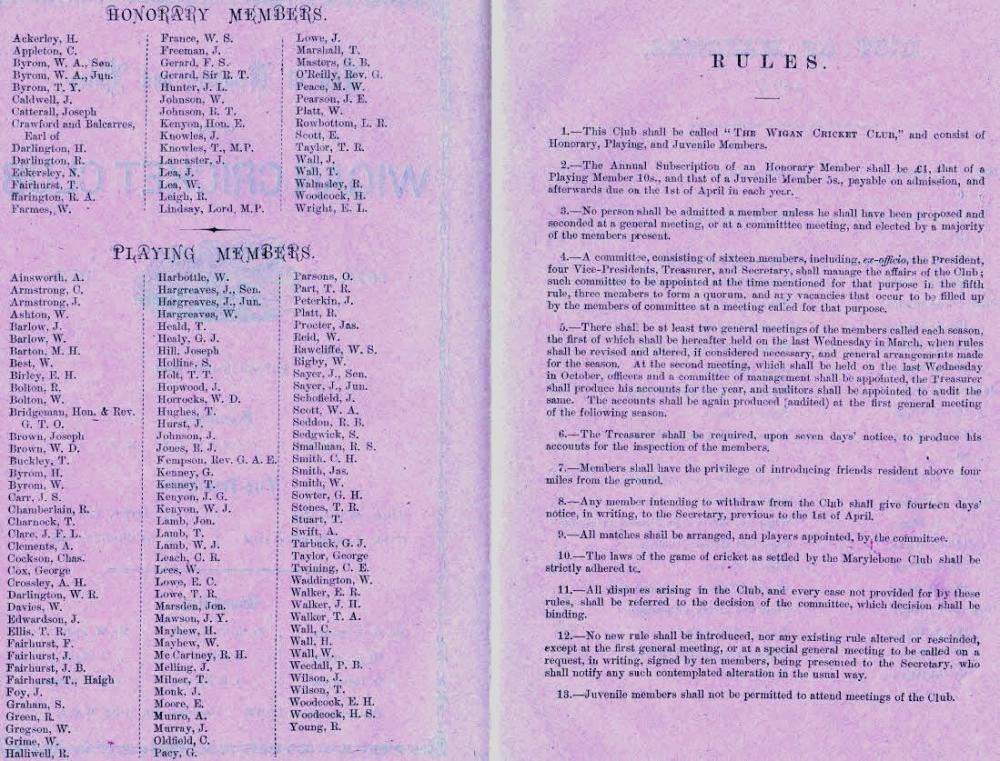 HONORARY MEMBERS.
Ackerley, H.
Appleton, C.
Byrom, W. A., Sen.
Byrom, W. A., Jun.
Byrom, T. Y.
Caldwell, J.
Catterall, Joseph
Crawford and Balcarres,
Earl of
Darlington, H.
Darlington, R.
Eckersley, N.
Fairhurst, T.
ffarington, R. A.
Farmes, W.
France, W. S.
Freeman, J.
Gerard, F. S.
Gerard, Sir R. T.
Hunter, J. L.
Johnson, W.
Johnson, R. T.
Kenyon, Hon. E.
Knowles, J.
Knowles, T., M.P.
Lancaster, J.
Lea, J.
Lea, W.
Leigh, R.
Lindsay, Lord, M.P.
Lowe, J.
Marshall, T.
Masters, G. B.
O'Reilly, Rev. G.
Peace, M. W.
Pearson, J. E.
Platt, W.
Rowbottom, L. R.
Scott, E.
Taylor, T. R.
Wall, J.
Wall, T.
Walmsley, R.
Woodcock, H.
Wright, E. L.
PLAYING MEMBERS.
Ainsworth, A.
Armstrong, C.
Armstrong, J.
Ashton, W.
Barlow, J.
Barlow, W.
Barton, M. H.
Best, W.
Birley, E. H.
Bolton, R.
Bolton, W.
Bridgeman, Hon. & Rev.
G. T. O.
Brown, Joseph
Brown, W. D.
Buckley, T.
Byrom, H.
Byrom, W.
Carr, J. S.
Chamberlain, R.
Charnock, T.
Clare, J. F. L.
Clements, A.
Cockson, Chas.
Cox, George
Crossley, A. H.
Darlington, W. R.
Davies, W.
Edwardson, J.
Ellis, T. R.
Fairhurst, F.
Fairhurst, J.
Fairhurst, J. B.
Fairhurst, T., Haigh
Foy, J.
Graham, S.
Green, R.
Gregson, W.
Grime, W.
Halliwell, R.
Harbottle, W.
Hargreaves, J., Sen.
Hargreaves, J., Jun.
Hargreaves, W.
Heald, T.
Healy, G. J.
Hill, Joseph
Hollins, S.
Holt, T. T.
Hopwood, J.
Horrocks, W. D.
Hughes, T.
Hurst, J.
Johnson, J.
Jones, R. J.
Kempson, Rev. G. A. E.
Kenney, G.
Kenney, T.
Kenyon, J. G.
Kenyon, W. J.
Lamb, Jon.
Lamb, T.
Lamb, W. J.
Leach, C. R.
Lees, W.
Lowe, E. C.
Lowe, T. R.
Marsden, Jon.
Mawson, J. Y.
Mayhew, H.
Mayhew, W.
Mc Cartney, R. H.
Melling, J.
Milner, T.
Monk, J.
Moore, E.
Munro, A.
Murray, J.
Oldfield, C.
Pacy, G.
Parsons, O.
Part, T. R.
Peterkin, J.
Platt, R.
Procter, Jas.
Reid, W.
Rawcliffe, W. S.
Rigby, W.
Sayer, J., Sen.
Sayer, J., Jun.
Schofield, J.
Scott, W. A.
Seddon, R. B.
Sedgwick, S.
Smallman, R. S.
Smith, C. H.
Smith, Jas.
Smith, W.
Sowter, G. H.
Stones, T. R.
Stuart, T.
Swift, A.
Tarbuck, G. J.
Taylor, George
Twining, C. E.
Waddington, W.
Walker, E. R.
Walker, J. H.
Walker, T. A.
Wall, C.
Wall, H.
Wall, W.
Weedall, P. B.
Wilson, J.
Wilson, T.
Woodcock, E. H.
Woodcock, H. S.
Young, R.
RULES.
1.—This Club shall be called "THE WIGAN CRICKET CLUB," and consist of
Honorary, Playing, and Juvenile Members.
2.—The Annual Subscription of an Honorary Member shall be £1, that of a
Playing Member 10s., and that of a Juvenile Member 5s., payable on admission, and
afterwards due on the 1st of April in each year.
3.—No person shall be admitted a member unless he shall have been proposed and
seconded at a general meeting, or at a committee meeting, and elected by a majority
of the members present.
4.—A committee, consisting of sixteen members, including, ex-officio, the President,
four Vice-Presidents, Treasurer, and Secretary, shall manage the affairs of the Club;
such committee to be appointed at the time mentioned for that purpose in the fifth
rule, three members to form a quorum, and any vacancies that occur to be filled up
by the members of committee at a meeting called for that purpose.
5.—There shall be at least two general meetings of the members called each season,
the first of which shall be hereafter held on the last Wednesday in March, when rules
shall be revised and altered, if considered necessary, and general arrangements made
for the season. At the second meeting, which shall be held on the last Wednesday
in October, officers and a committee of management shall be appointed, the Treasurer
shall produce his accounts for the year, and auditors shall be appointed to audit the
same. The accounts shall be again produced (audited) at the first general meeting
of the following season.
6.—The Treasurer shall be required, upon seven days' notice, to produce his
accounts for the inspection of the members.
7.—Members shall have the privilege of introducing friends resident above four
miles from the ground.
8.—Any member intending to withdraw from the Club shall give fourteen days'
notice, in writing, to the Secretary, previous to the 1st of April.
9.—All matches shall be arranged, and players appointed, by the committee.
10.—The laws of the game of cricket as settled by the Marylebone Club shall be
strictly adhered to.
11.—All disputes arising in the Club, and every case not provided for by these
rules, shall be referred to the decision of the committee, which decision shall be
binding.
12.—No new rule shall be introduced, nor any existing rule altered or rescinded,
except at the first general meeting, or at a special general meeting to be called on a
request, in writing, signed by ten members, being presented to the Secretary, who
shall notify any such contemplated alteration in the usual way.
13.—Juvenile members shall not be permitted to attend meetings of the Club.